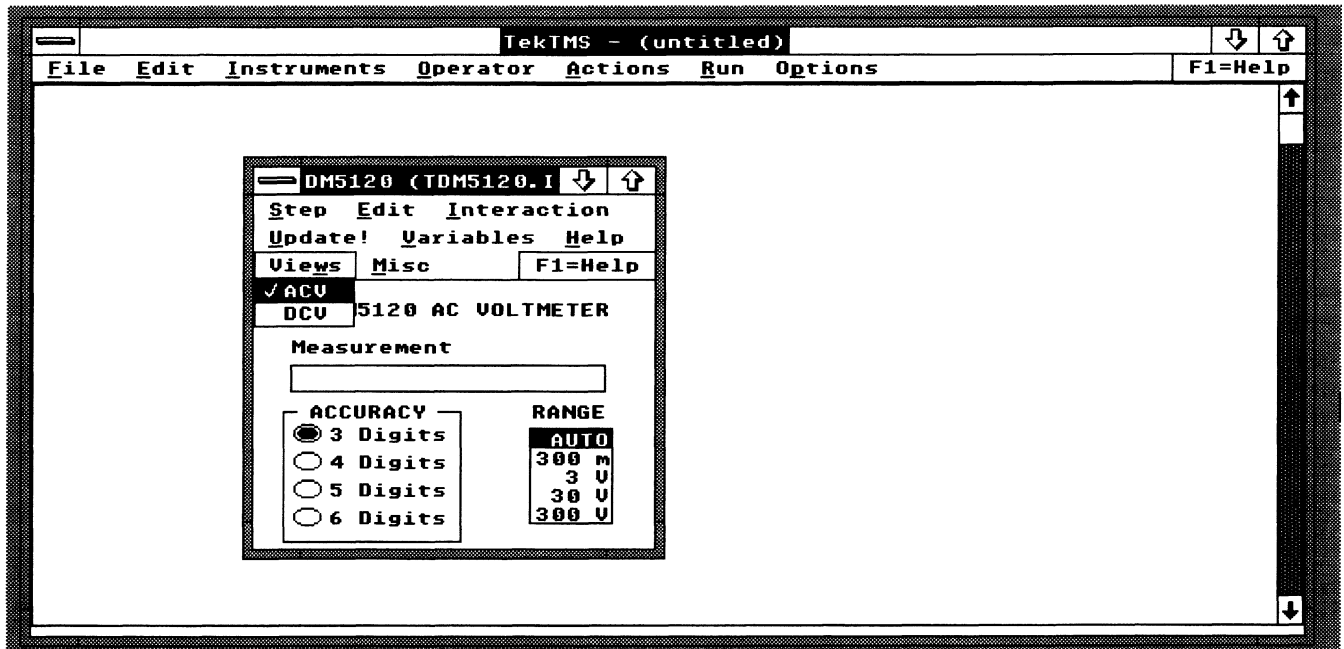 TekTMS - (untitled)
File Edit Instruments Operator Actions Run Options F1=Help
DM5120 (TDM5120.I
Step Edit Interaction
Update! Variables Help
Views Misc F1=Help
✓ACV
DCV 5120 AC VOLTMETER
Measurement
ACCURACY RANGE
3 Digits AUTO
4 Digits 300 m
5 Digits 3 V
6 Digits 30 V
300 V